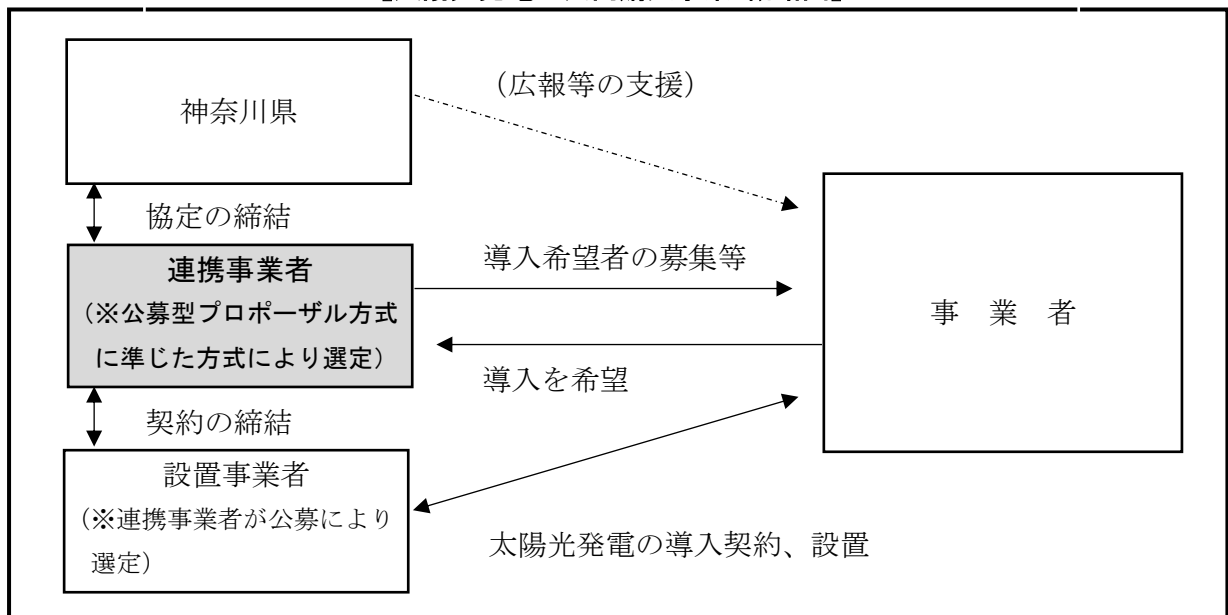 神奈川県
(広報等の支援)
協定の締結
連携事業者
(※公募型プロポーザル方式
に準じた方式により選定)
導入希望者の募集等
事 業 者
導入を希望
契約の締結
設置事業者
(※連携事業者が公募により
選定)
太陽光発電の導入契約、設置